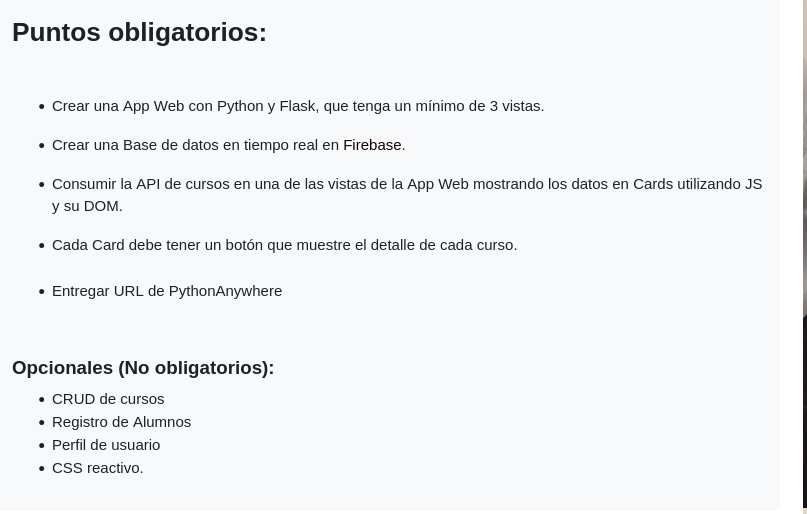 Puntos obligatorios:
• Crear una App Web con Python y Flask, que tenga un mínimo de 3 vistas.
• Crear una Base de datos en tiempo real en Firebase.
• Consumir la API de cursos en una de las vistas de la App Web mostrando los datos en Cards utilizando JS
y su DOM.
• Cada Card debe tener un botón que muestre el detalle de cada curso.
• Entregar URL de PythonAnywhere
Opcionales (No obligatorios):
• CRUD de cursos
• Registro de Alumnos
• Perfil de usuario
• CSS reactivo.